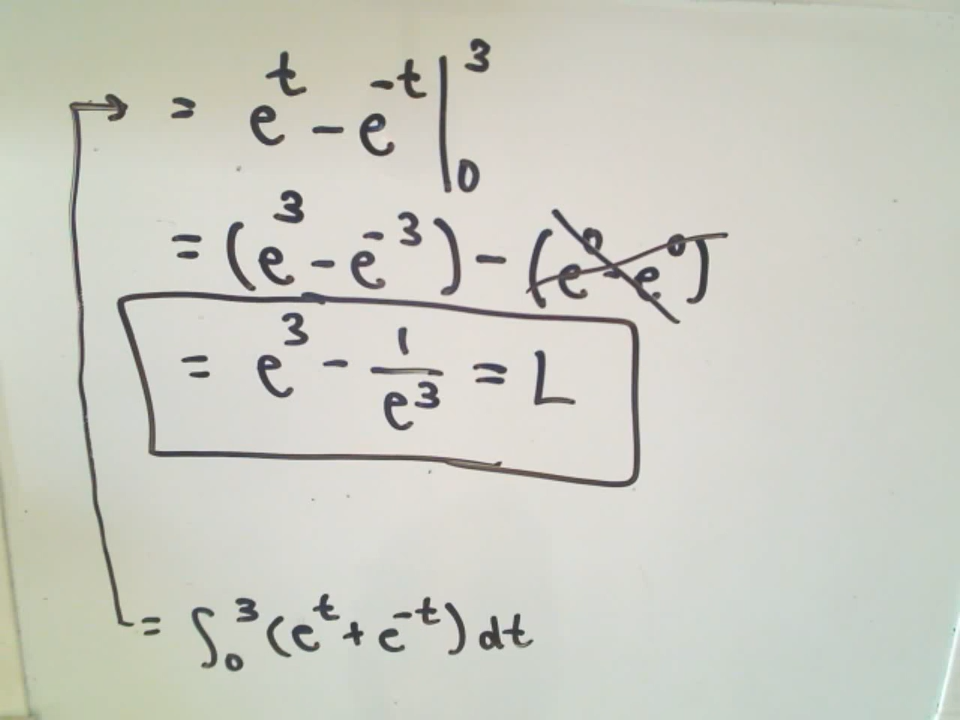 = e^t - e^-t |_0^3
= (e^3 - e^-3) - (e^0 - e^0)
= e^3 - 1/e^3 = L
= ∫_0^3 (e^t + e^-t) dt